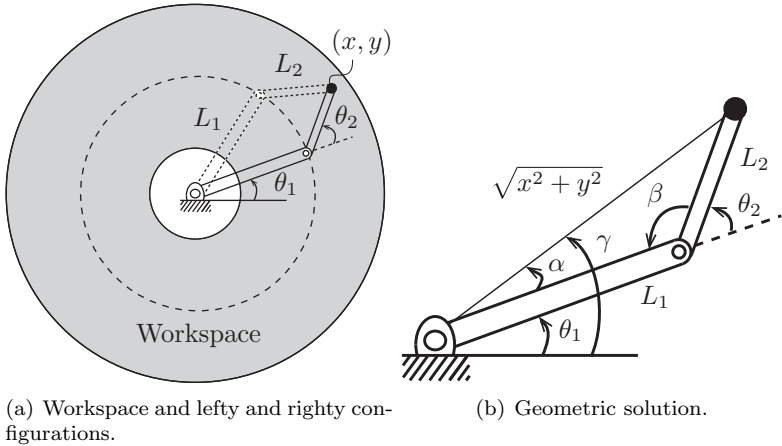 (x, y)
L₂
L₁
θ₂
θ₁
Workspace
√x² + y²
β
L₂
θ₂
γ
α
L₁
θ₁
(a) Workspace and lefty and righty con-
figurations.
(b) Geometric solution.